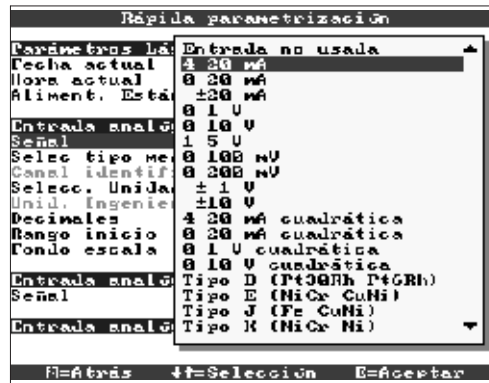 Rápida parametrización
Parámetros bá
Fecha actual
Hora actual
Aliment. Está
Entrada analó
Señal
Selec tipo me
Canal identif
Selecc. Unida
Unid. Ingenie
Decimales
Rango inicio
Fondo escala
Entrada analó
Señal
Entrada analó
Entrada no usada
4 20 mA
0 20 mA
±20 mA
0 1 V
0 10 V
1 5 V
0 100 mV
0 200 mV
± 1 V
±10 V
4 20 mA cuadrática
0 20 mA cuadrática
0 1 V cuadrática
0 10 V cuadrática
Tipo B (Pt30Rh Pt6Rh)
Tipo E (NiCr CuNi)
Tipo J (Fe CuNi)
Tipo K (NiCr Ni)
=Atrás ↓↑=Selección E=Aceptar